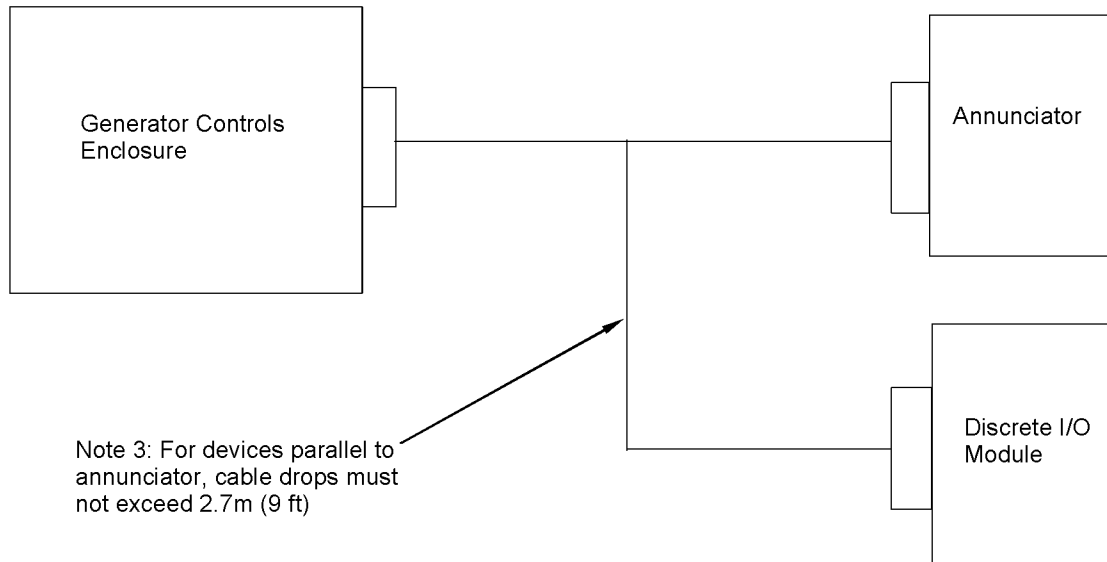 Generator Controls
Enclosure
Annunciator
Note 3: For devices parallel to
annunciator, cable drops must
not exceed 2.7m (9 ft)
Discrete I/O
Module